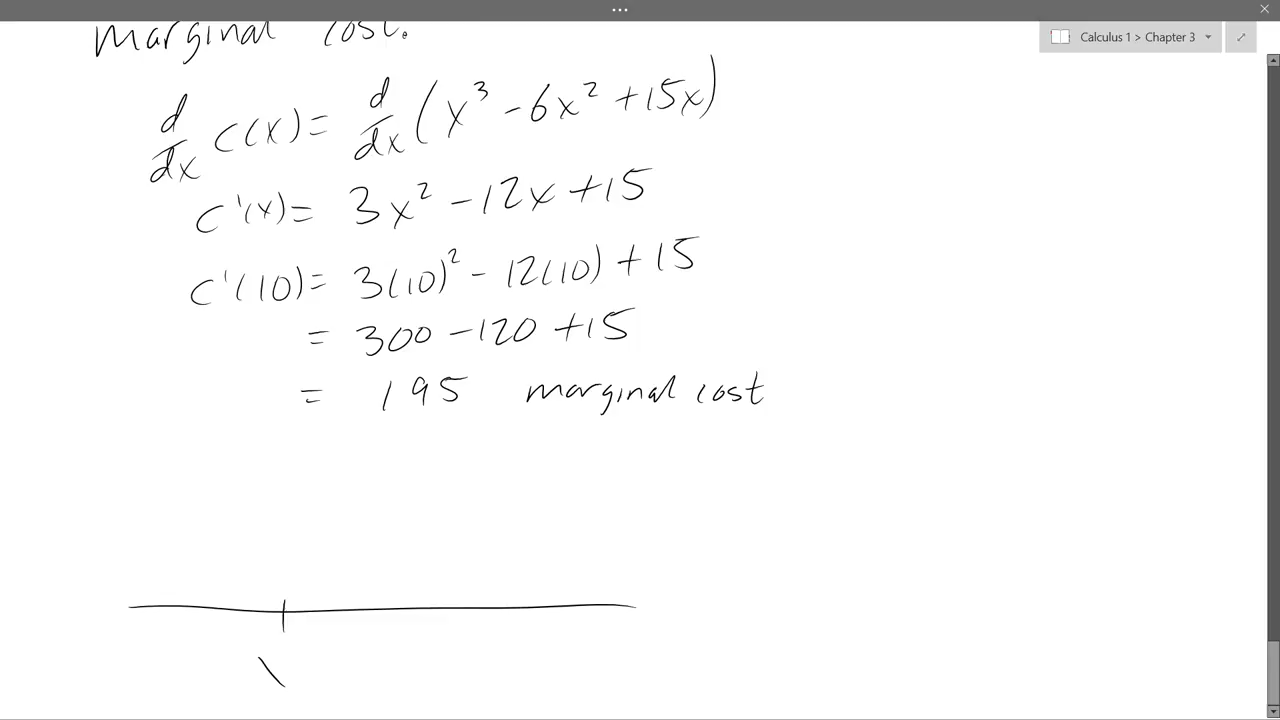 marginal cost.
Calculus 1 > Chapter 3
d/dx C(x) = d/dx (x³ - 6x² + 15x)
C'(x) = 3x² - 12x + 15
C'(10) = 3(10)² - 12(10) + 15
= 300 - 120 + 15
= 195 marginal cost